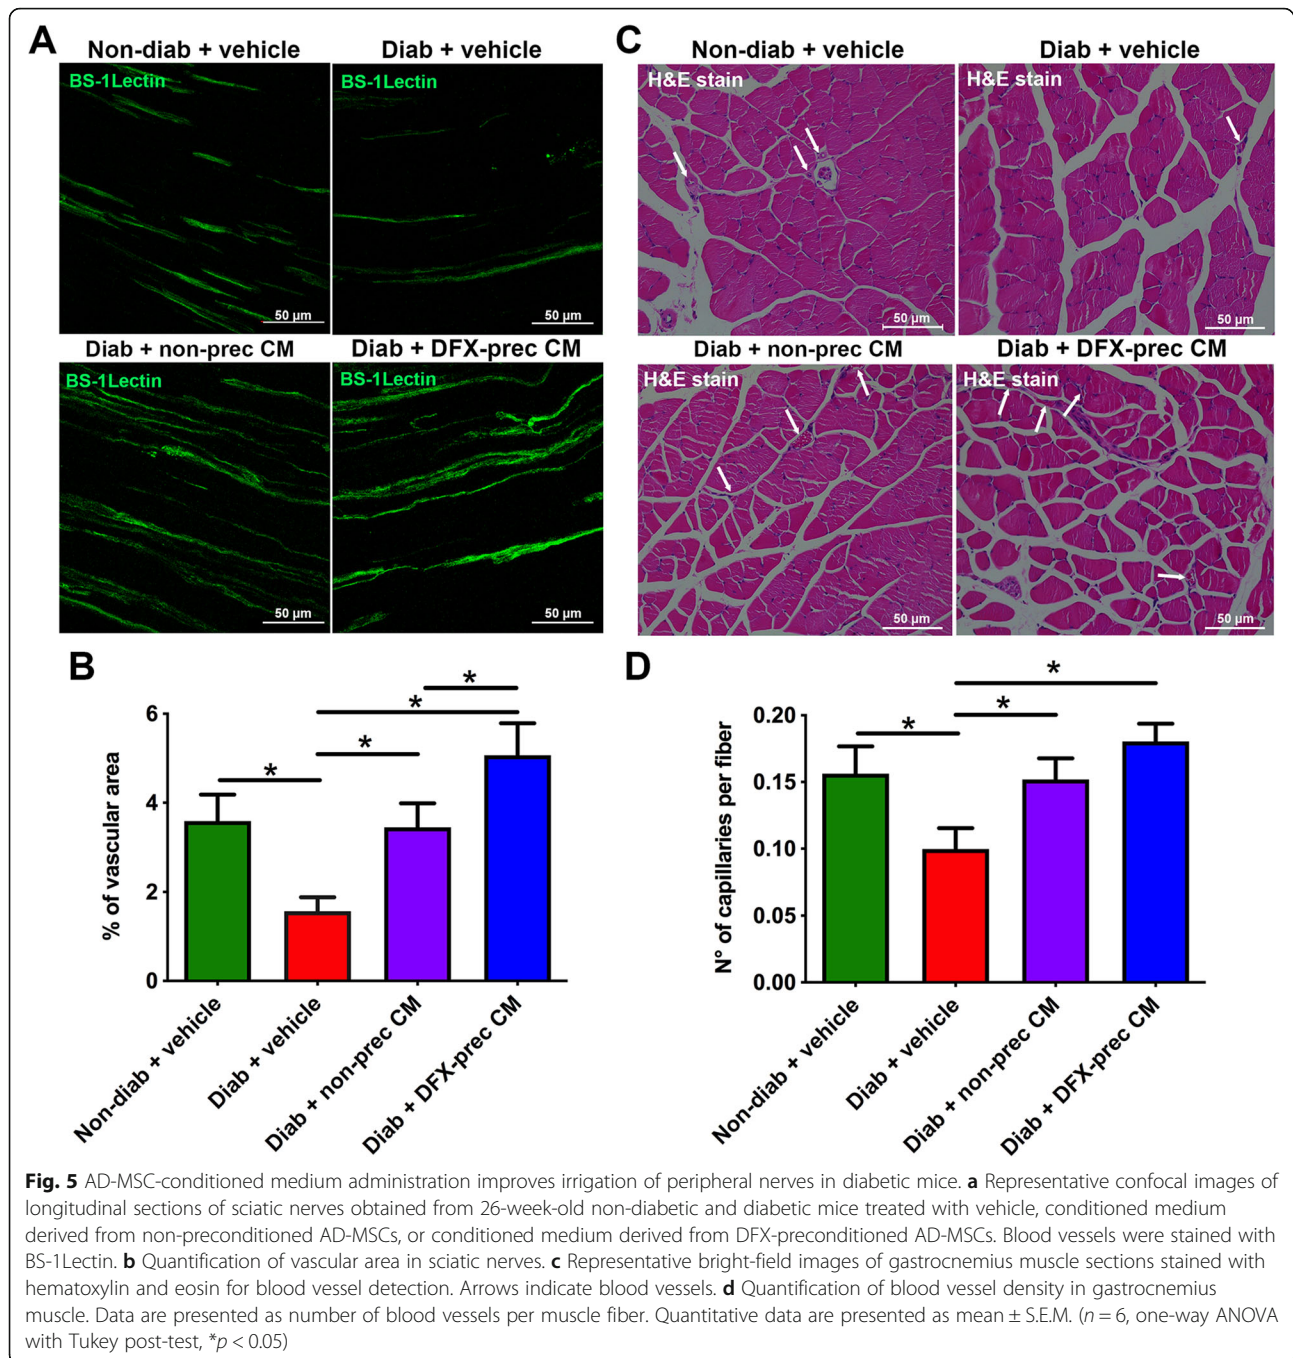 A
Non-diab + vehicle
Diab + vehicle
BS-1Lectin
BS-1Lectin
50 µm
50 µm
Diab + non-prec CM
Diab + DFX-prec CM
BS-1Lectin
BS-1Lectin
50 µm
50 µm
C
Non-diab + vehicle
Diab + vehicle
H&E stain
H&E stain
50 µm
50 µm
Diab + non-prec CM
Diab + DFX-prec CM
H&E stain
H&E stain
50 µm
50 µm
B
% of vascular area
6
4
2
0
*
*
*
*
Non-diab + vehicle
Diab + vehicle
Diab + non-prec CM
Diab + DFX-prec CM
D
N° of capillaries per fiber
0.20
0.15
0.10
0.05
0.00
*
*
*
Non-diab + vehicle
Diab + vehicle
Diab + non-prec CM
Diab + DFX-prec CM
Fig. 5 AD-MSC-conditioned medium administration improves irrigation of peripheral nerves in diabetic mice. a Representative confocal images of
longitudinal sections of sciatic nerves obtained from 26-week-old non-diabetic and diabetic mice treated with vehicle, conditioned medium
derived from non-preconditioned AD-MSCs, or conditioned medium derived from DFX-preconditioned AD-MSCs. Blood vessels were stained with
BS-1Lectin. b Quantification of vascular area in sciatic nerves. c Representative bright-field images of gastrocnemius muscle sections stained with
hematoxylin and eosin for blood vessel detection. Arrows indicate blood vessels. d Quantification of blood vessel density in gastrocnemius
muscle. Data are presented as number of blood vessels per muscle fiber. Quantitative data are presented as mean ± S.E.M. (n = 6, one-way ANOVA
with Tukey post-test, *p < 0.05)